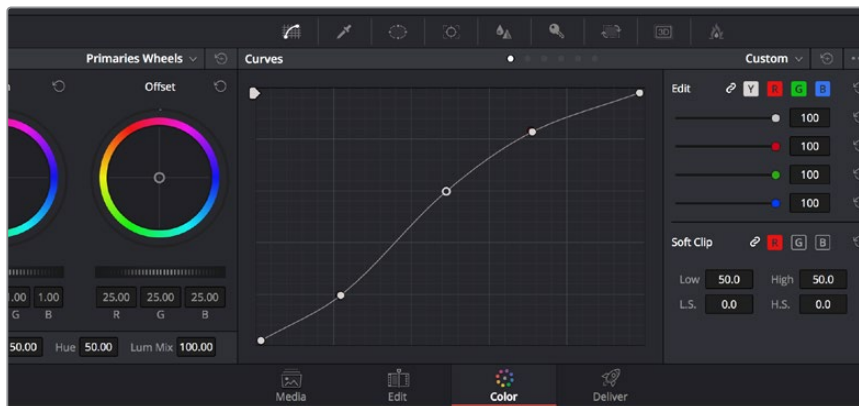 3D
Primaries Wheels
Curves
Custom
Offset
Edit Y R G B
100
100
100
100
1.00 25.00 25.00 25.00
G B R G B
Soft Clip R G B
Low 50.0 High 50.0
L.S. 0.0 H.S. 0.0
50.00 Hue 50.00 Lum Mix 100.00
Media Edit Color Deliver